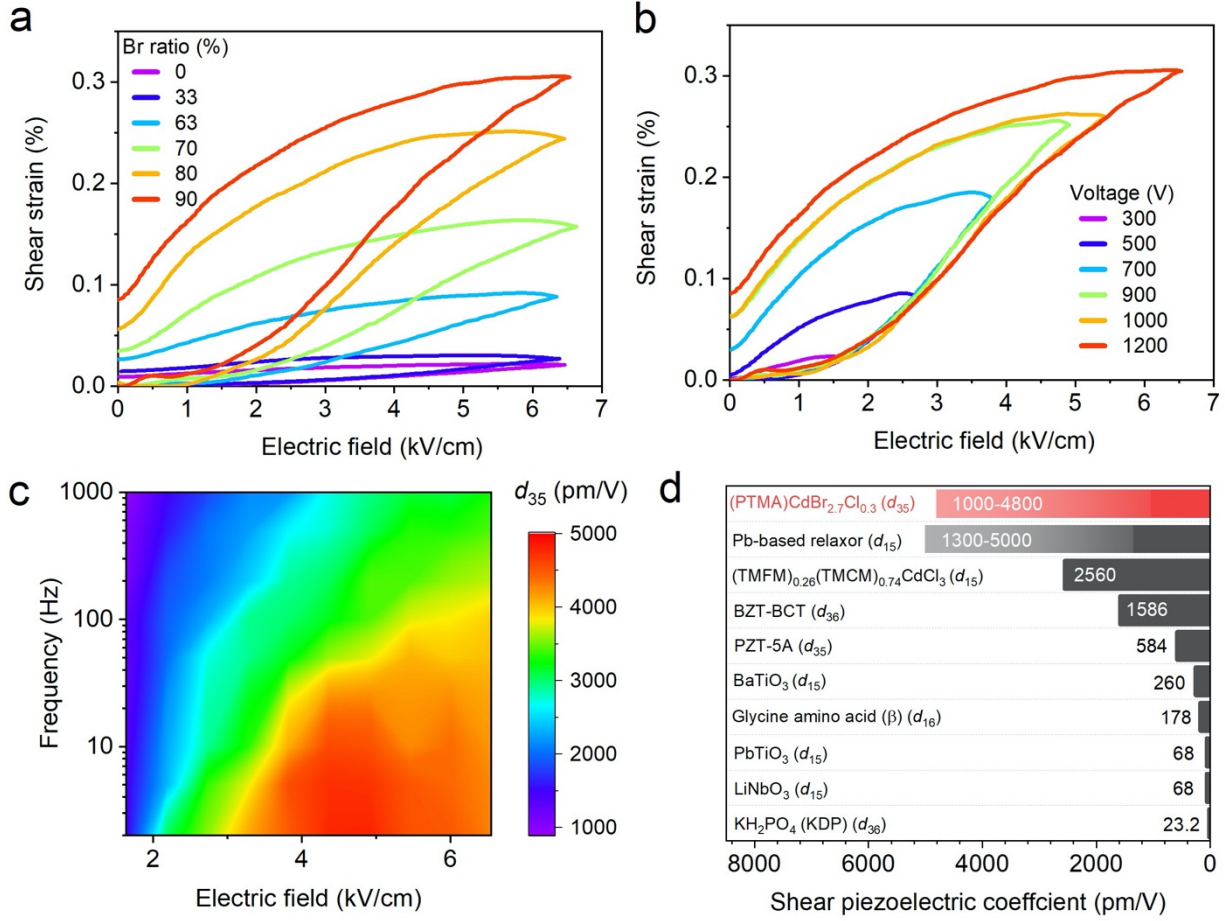 a
Br ratio (%)
0
33
63
70
80
90
0.3
0.2
0.1
0.0
Shear strain (%)
0 1 2 3 4 5 6 7
Electric field (kV/cm)
b
0.3
0.2
0.1
0.0
Shear strain (%)
Voltage (V)
300
500
700
900
1000
1200
0 1 2 3 4 5 6 7
Electric field (kV/cm)
c
1000
100
10
Frequency (Hz)
2 4 6
Electric field (kV/cm)
d35 (pm/V)
5000
4000
3000
2000
1000
d
(PTMA)CdBr2.7Cl0.3 (d35) 1000-4800
Pb-based relaxor (d15) 1300-5000
(TMFM)0.26(TMCM)0.74CdCl3 (d15) 2560
BZT-BCT (d36) 1586
PZT-5A (d35) 584
BaTiO3 (d15) 260
Glycine amino acid (β) (d16) 178
PbTiO3 (d15) 68
LiNbO3 (d15) 68
KH2PO4 (KDP) (d36) 23.2
8000 6000 4000 2000 0
Shear piezoelectric coeffcient (pm/V)